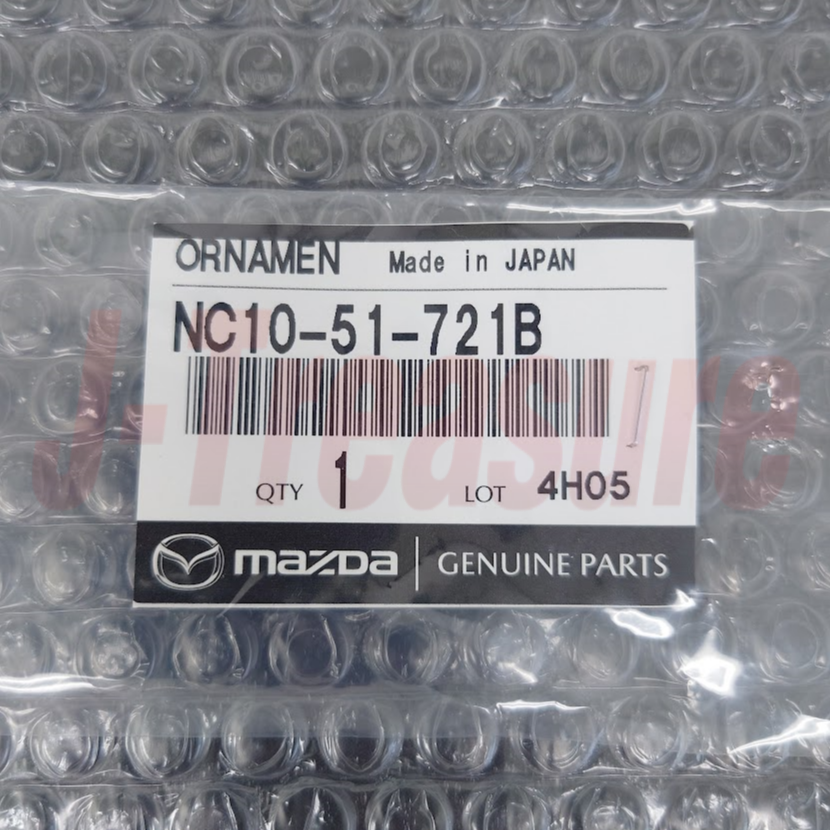 ORNAMEN Made in JAPAN
NC10-51-721B
J-Treasure
QTY 1 LOT 4H05
mazda | GENUINE PARTS